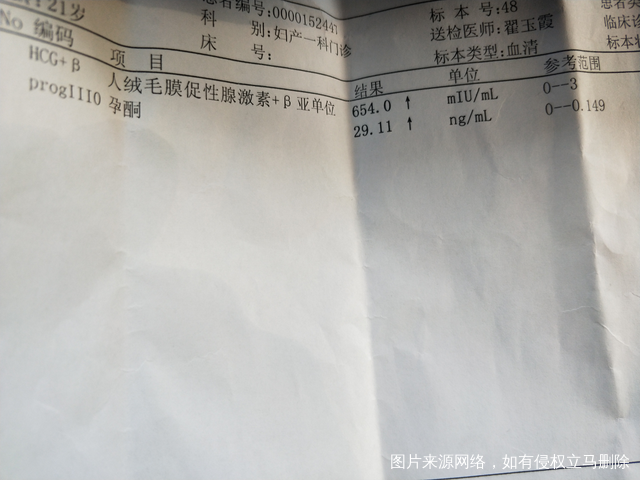 21岁
患者编号:0000152441
标 本 号:48
科 别:妇产一科门诊
送检医师:翟玉霞
临床诊
床 号:
标本类型:血清
No 编码 项 目 结果 单位 参考范围
HCG+β 人绒毛膜促性腺激素+β亚单位 654.0 ↑ mIU/mL 0--3
progIII0 孕酮 29.11 ↑ ng/mL 0--0.149
图片来源网络，如有侵权立马删除